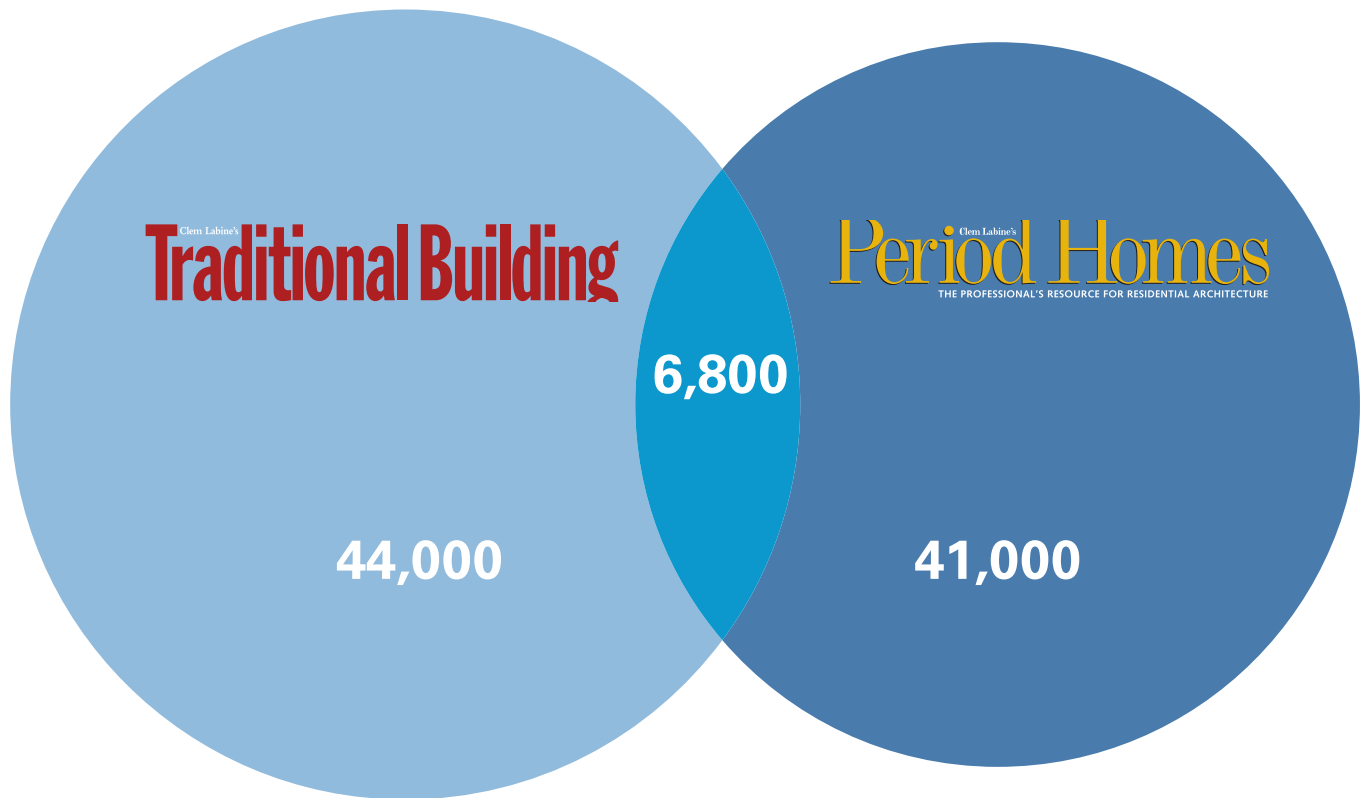 Clem Labine's
Traditional Building
Clem Labine's
Period Homes
THE PROFESSIONAL'S RESOURCE FOR RESIDENTIAL ARCHITECTURE
6,800
44,000
41,000